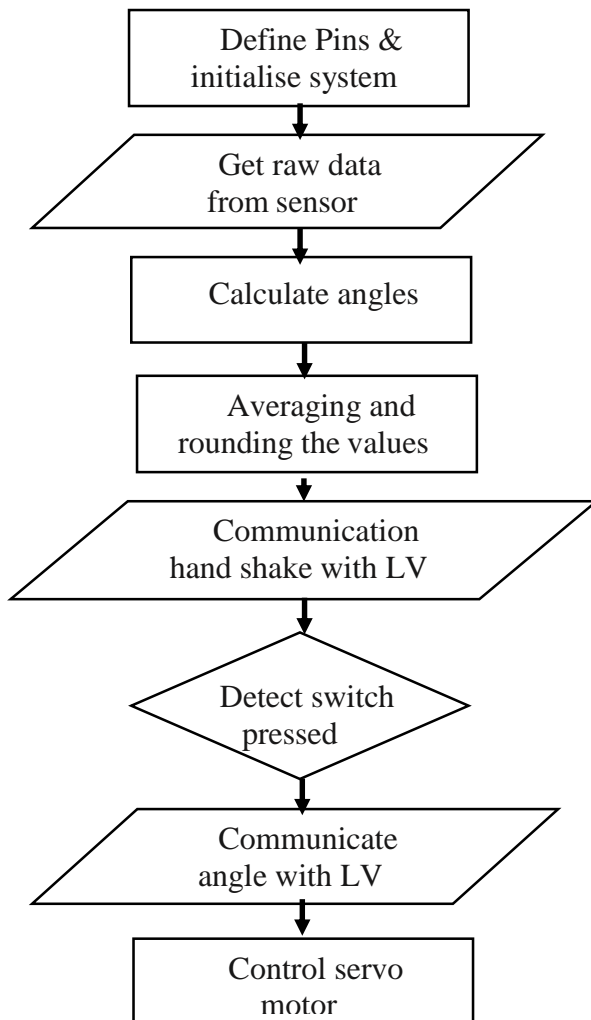 Define Pins &
initialise system
Get raw data
from sensor
Calculate angles
Averaging and
rounding the values
Communication
hand shake with LV
Detect switch
pressed
Communicate
angle with LV
Control servo
motor